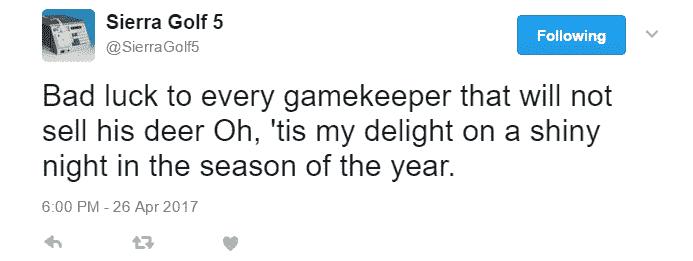 Sierra Golf 5
@SierraGolf5
Following
Bad luck to every gamekeeper that will not
sell his deer Oh, 'tis my delight on a shiny
night in the season of the year.
6:00 PM - 26 Apr 2017